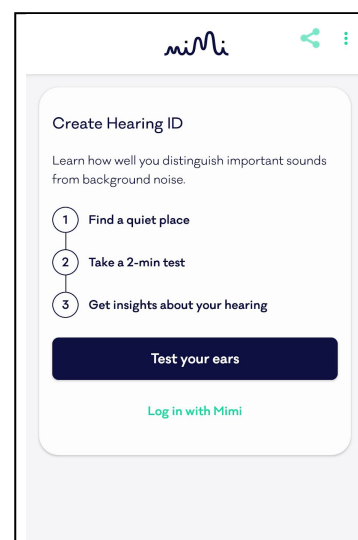 mimi
Create Hearing ID
Learn how well you distinguish important sounds
from background noise.
1 Find a quiet place
2 Take a 2-min test
3 Get insights about your hearing
Test your ears
Log in with Mimi